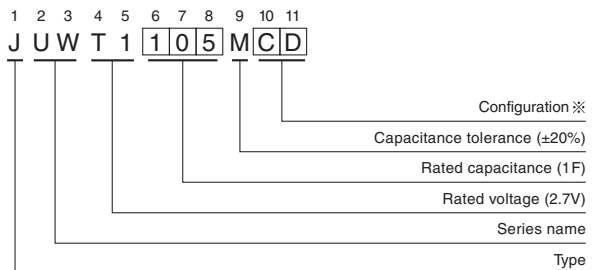 1 2 3 4 5 6 7 8 9 10 11
J U W T 1 1 0 5 M C D
Configuration ※
Capacitance tolerance (±20%)
Rated capacitance (1F)
Rated voltage (2.7V)
Series name
Type